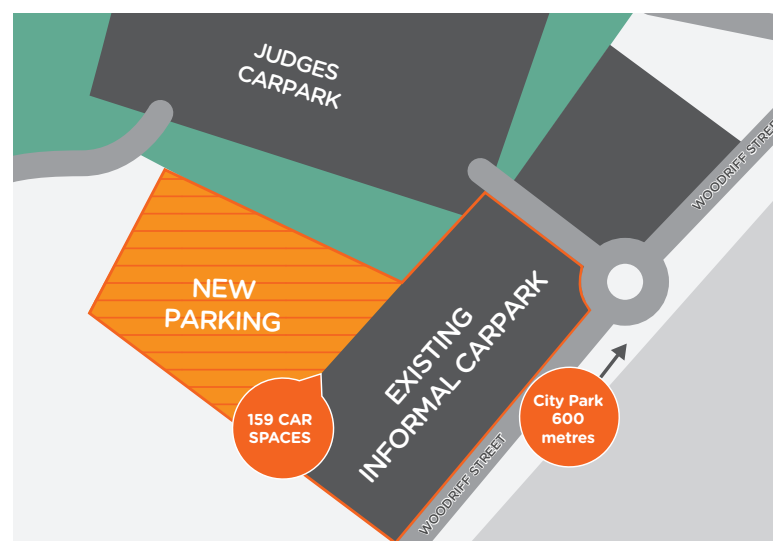 JUDGES
CARPARK
WOODRIFF STREET
NEW
PARKING
EXISTING
INFORMAL CARPARK
159 CAR
SPACES
City Park
600
metres
WOODRIFF STREET